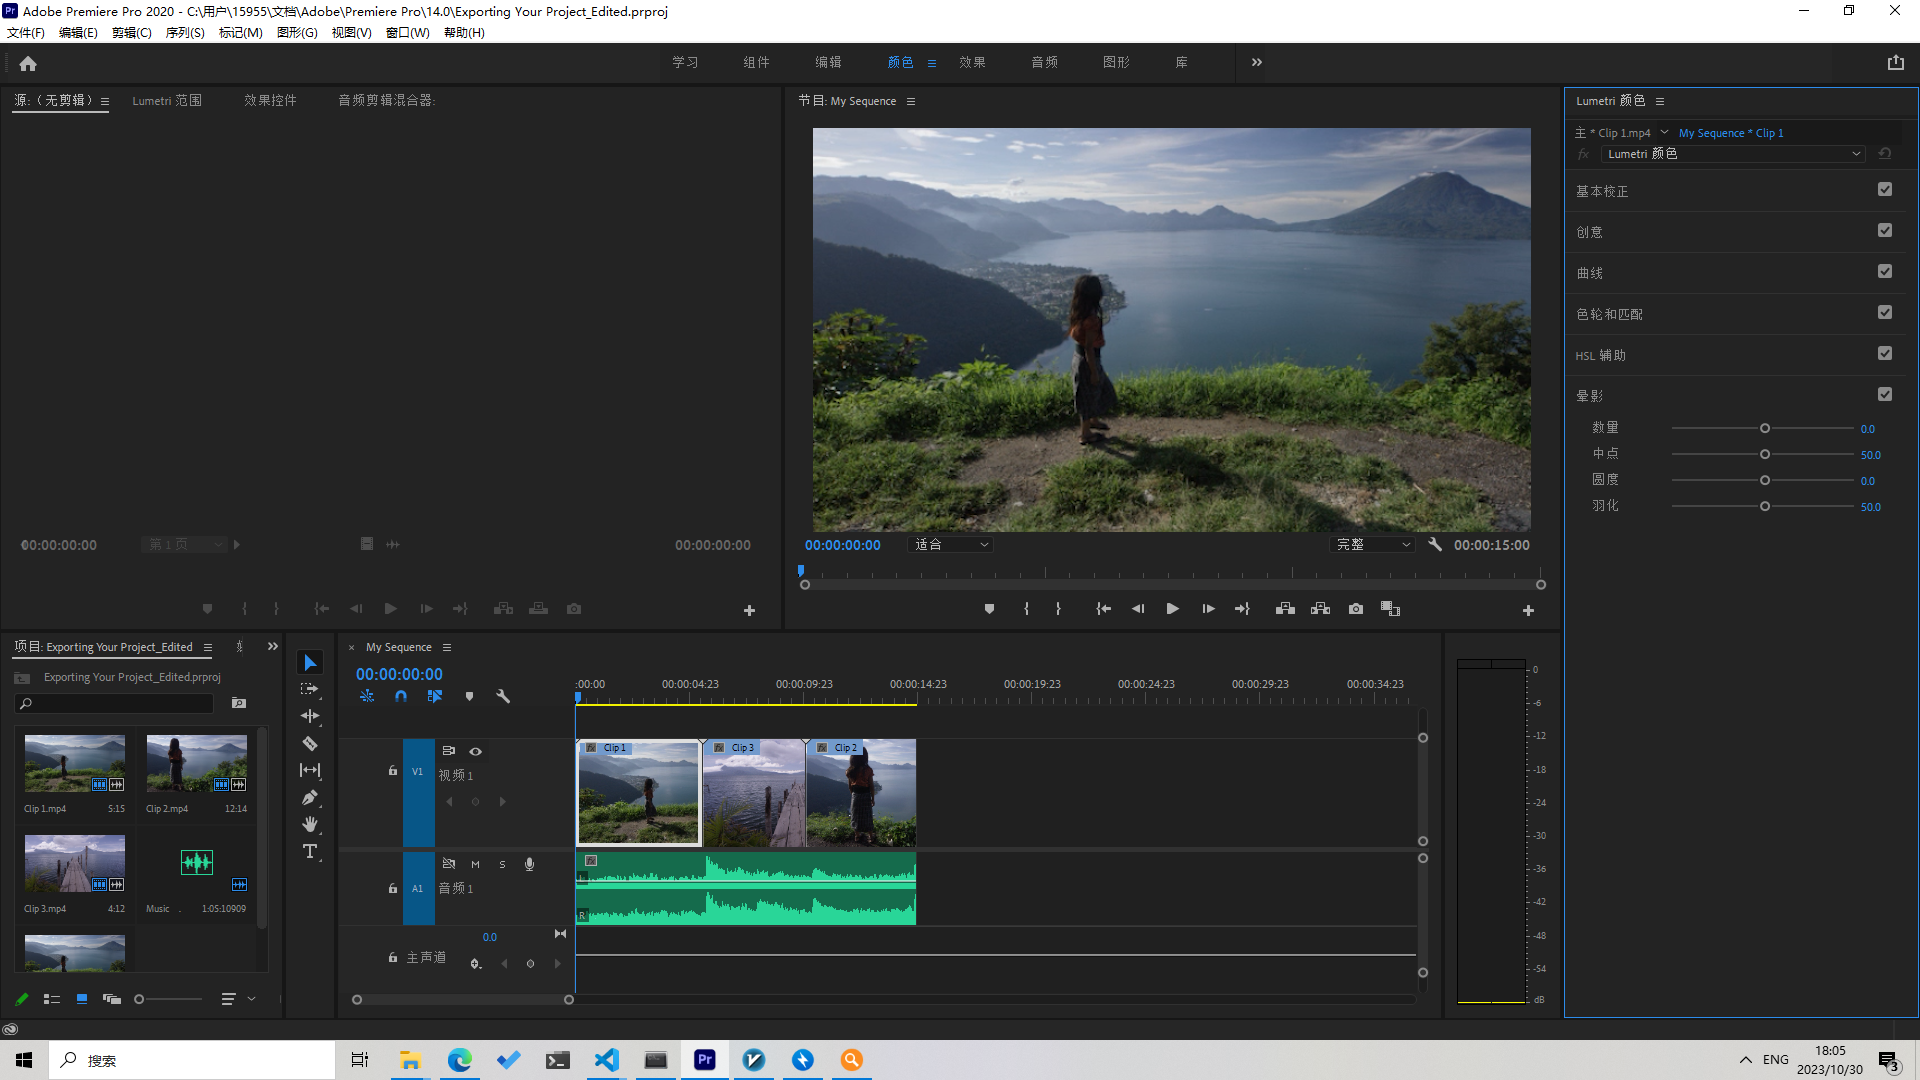 Adobe Premiere Pro 2020 - C:\用户\15955\文档\Adobe\Premiere Pro\14.0\Exporting Your Project_Edited.prproj
文件(F) 编辑(E) 剪辑(C) 序列(S) 标记(M) 图形(G) 视图(V) 窗口(W) 帮助(H)
学习 组件 编辑 颜色 效果 音频 图形 库
源:（无剪辑） Lumetri 范围 效果控件 音频剪辑混合器:
节目: My Sequence
Lumetri 颜色
主 * Clip 1.mp4 My Sequence * Clip 1
fx Lumetri 颜色
基本校正
创意
曲线
色轮和匹配
HSL 辅助
晕影
数量 0.0
中点 50.0
圆度 0.0
羽化 50.0
00:00:00:00 第 1 页 00:00:00:00
00:00:00:00 适合 完整 00:00:15:00
项目: Exporting Your Project_Edited
Exporting Your Project_Edited.prproj
Clip 1.mp4 5:15
Clip 2.mp4 12:14
Clip 3.mp4 4:12
Music . 1:05:10909
× My Sequence
00:00:00:00
:00:00 00:00:04:23 00:00:09:23 00:00:14:23 00:00:19:23 00:00:24:23 00:00:29:23 00:00:34:23
V1 视频 1
fx Clip 1 fx Clip 3 fx Clip 2
A1 M S 音频 1
fx
R
0.0
主声道
0
-6
-12
-18
-24
-30
-36
-42
-48
-54
dB
搜索
Pr
ENG
18:05
2023/10/30
3